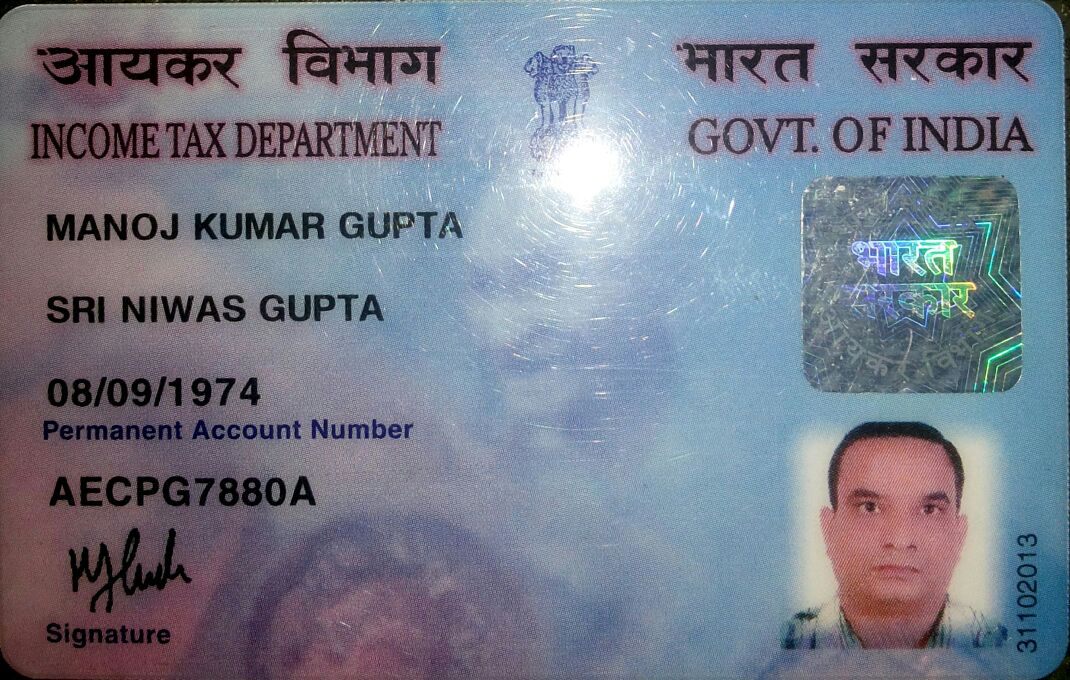 आयकर विभाग
भारत सरकार
INCOME TAX DEPARTMENT
GOVT. OF INDIA
MANOJ KUMAR GUPTA
SRI NIWAS GUPTA
भारत
सरकार
08/09/1974
Permanent Account Number
AECPG7880A
Signature
31102013